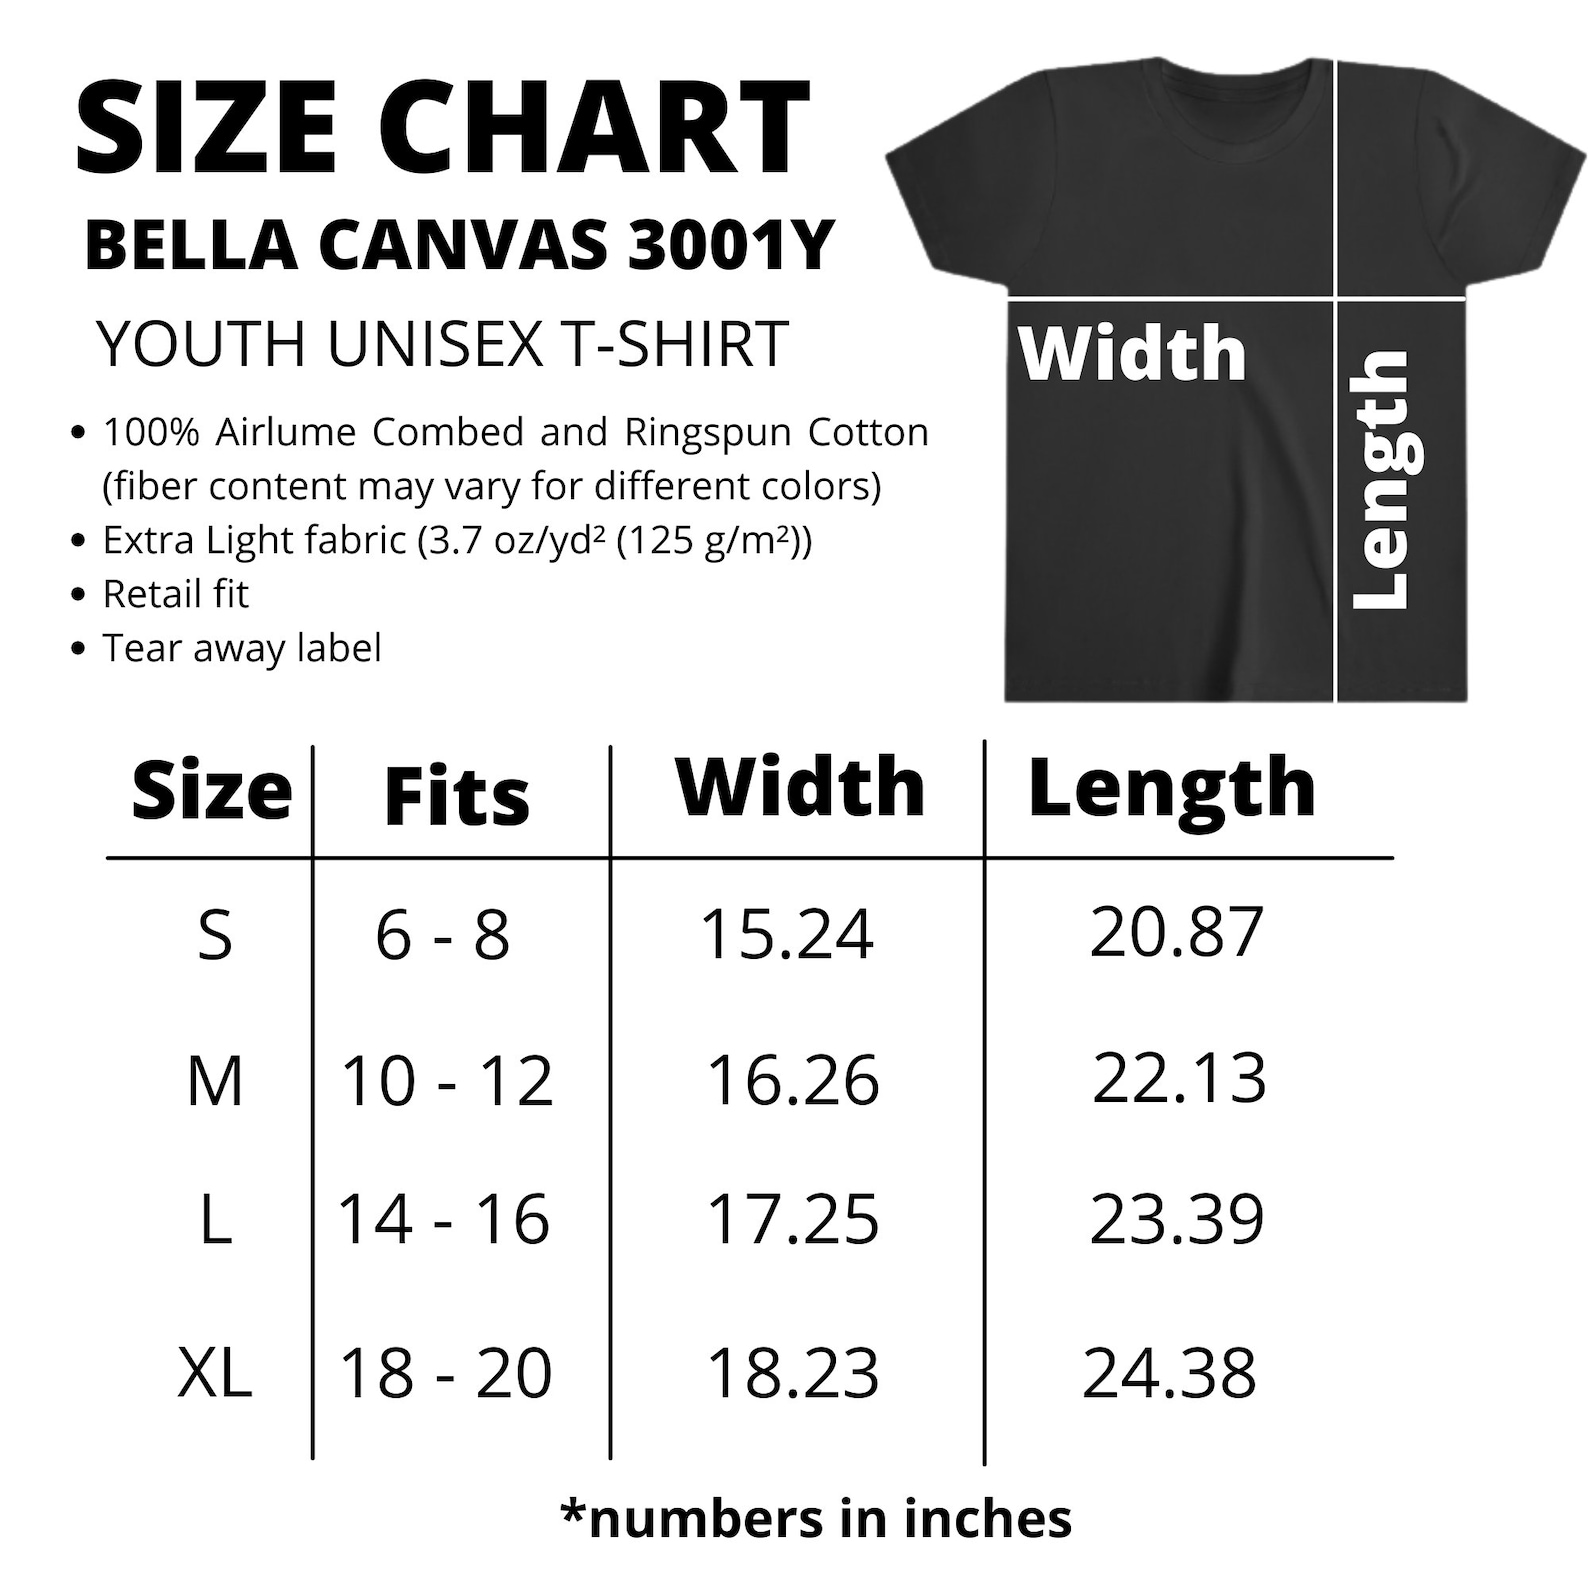 SIZE CHART
BELLA CANVAS 3001Y
YOUTH UNISEX T-SHIRT
• 100% Airlume Combed and Ringspun Cotton
(fiber content may vary for different colors)
• Extra Light fabric (3.7 oz/yd² (125 g/m²))
• Retail fit
• Tear away label
Width
Length
Size Fits Width Length
S 6 - 8 15.24 20.87
M 10 - 12 16.26 22.13
L 14 - 16 17.25 23.39
XL 18 - 20 18.23 24.38
*numbers in inches